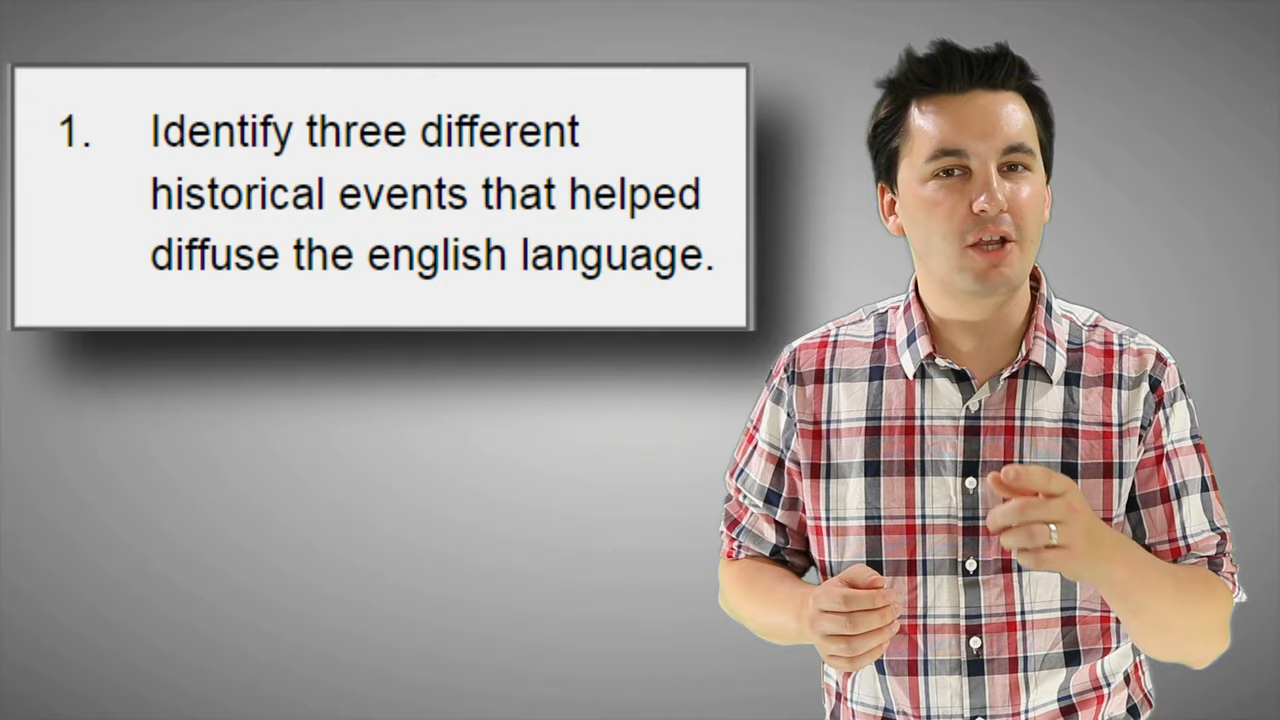 1. Identify three different
historical events that helped
diffuse the english language.